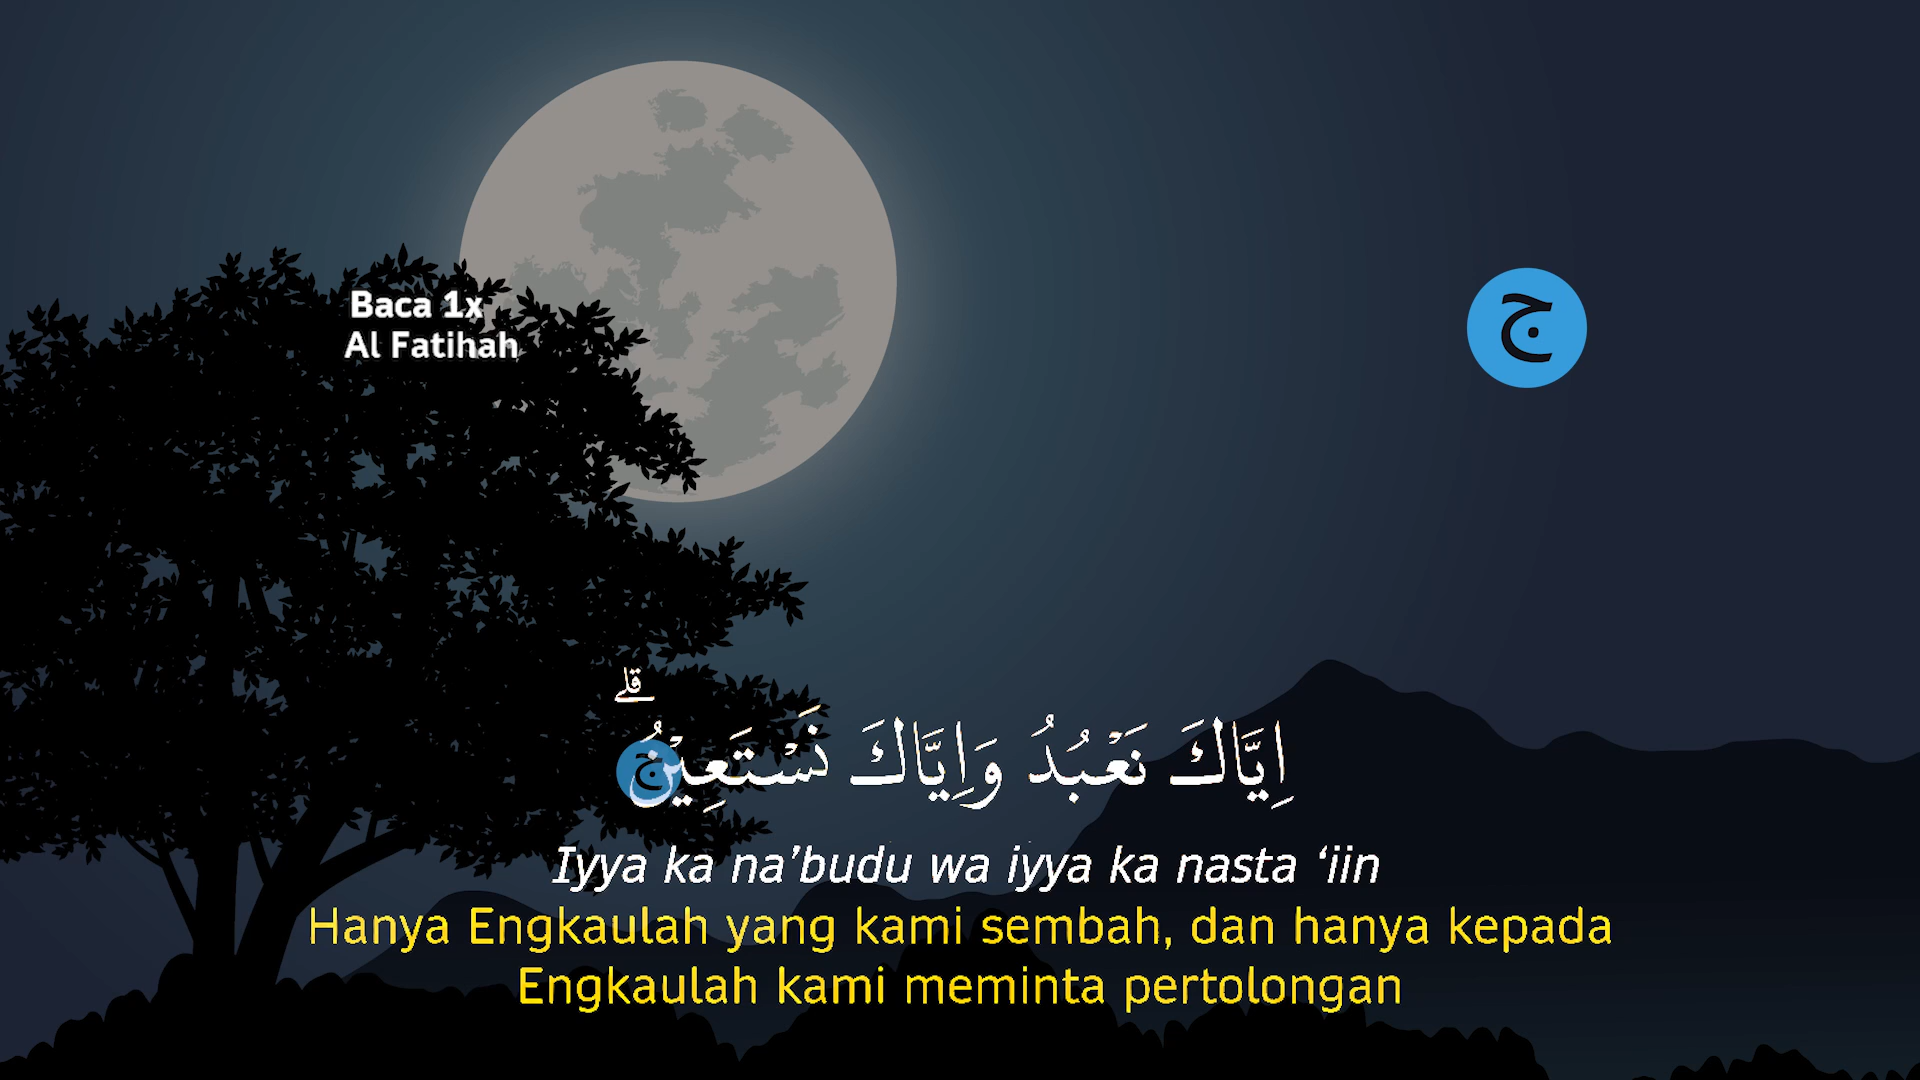 Baca 1x
Al Fatihah
ج
اِيَّاكَ نَعْبُدُ وَاِيَّاكَ نَسْتَعِيْنُۗ
ج
Iyya ka na’budu wa iyya ka nasta ‘iin
Hanya Engkaulah yang kami sembah, dan hanya kepada
Engkaulah kami meminta pertolongan